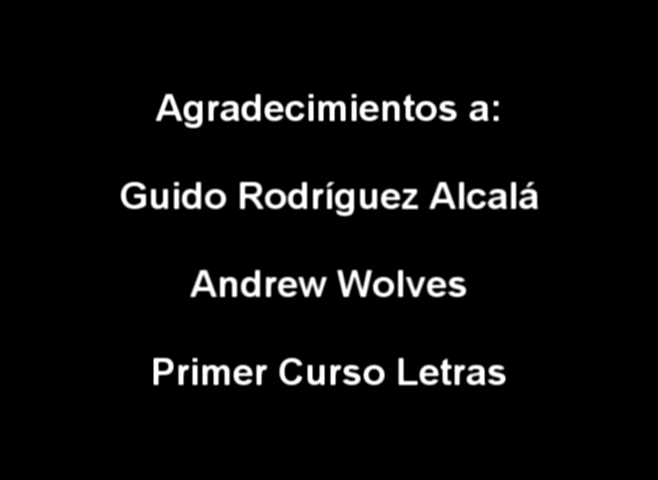 Agradecimientos a:
Guido Rodríguez Alcalá
Andrew Wolves
Primer Curso Letras